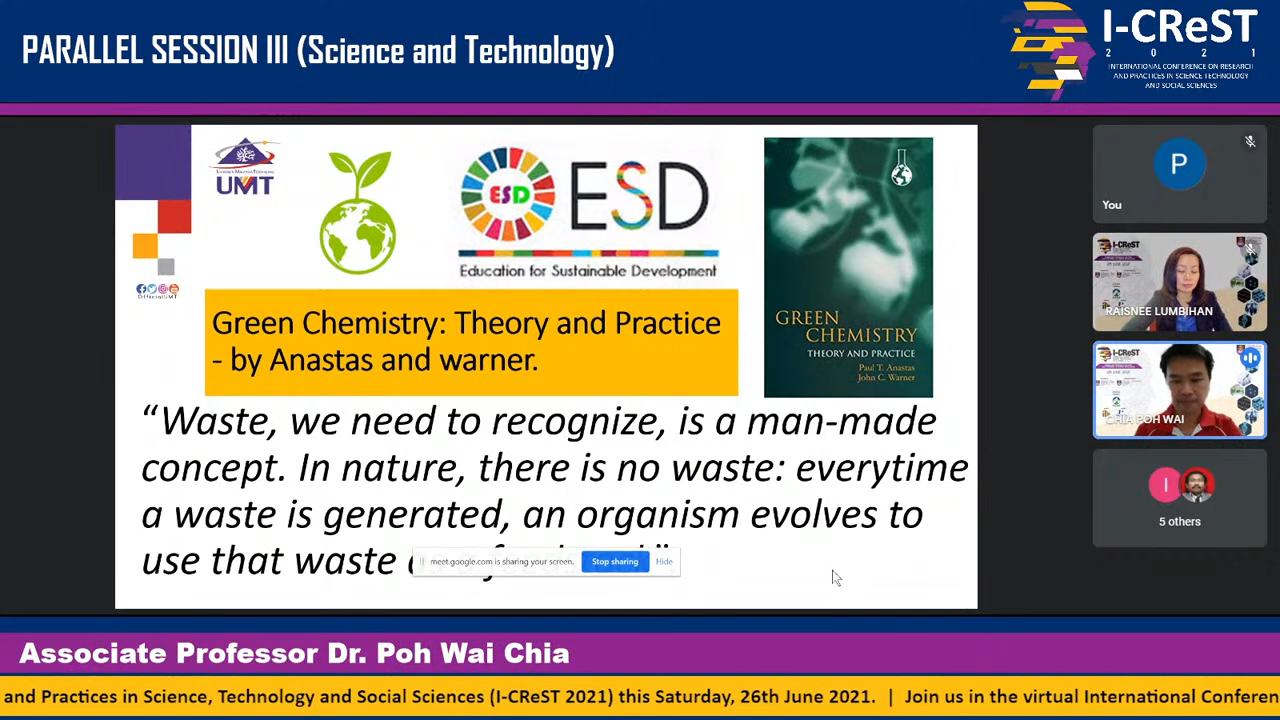 PARALLEL SESSION III (Science and Technology)
I-CReST
2 0 2 1
INTERNATIONAL CONFERENCE ON RESEARCH
AND PRACTICES IN SCIENCE TECHNOLOGY
AND SOCIAL SCIENCES
UMT
OfficialUMT
ESD
ESD
Education for Sustainable Development
Green Chemistry: Theory and Practice
- by Anastas and warner.
GREEN
CHEMISTRY
THEORY AND PRACTICE
Paul T. Anastas
John C. Warner
“Waste, we need to recognize, is a man-made
concept. In nature, there is no waste: everytime
a waste is generated, an organism evolves to
use that waste
meet.google.com is sharing your screen.
Stop sharing
Hide
P
You
I-CReST
RAISNEE LUMBIHAN
I-CReST
CHIA POH WAI
I
5 others
Associate Professor Dr. Poh Wai Chia
and Practices in Science, Technology and Social Sciences (I-CReST 2021) this Saturday, 26th June 2021. | Join us in the virtual International Conferen